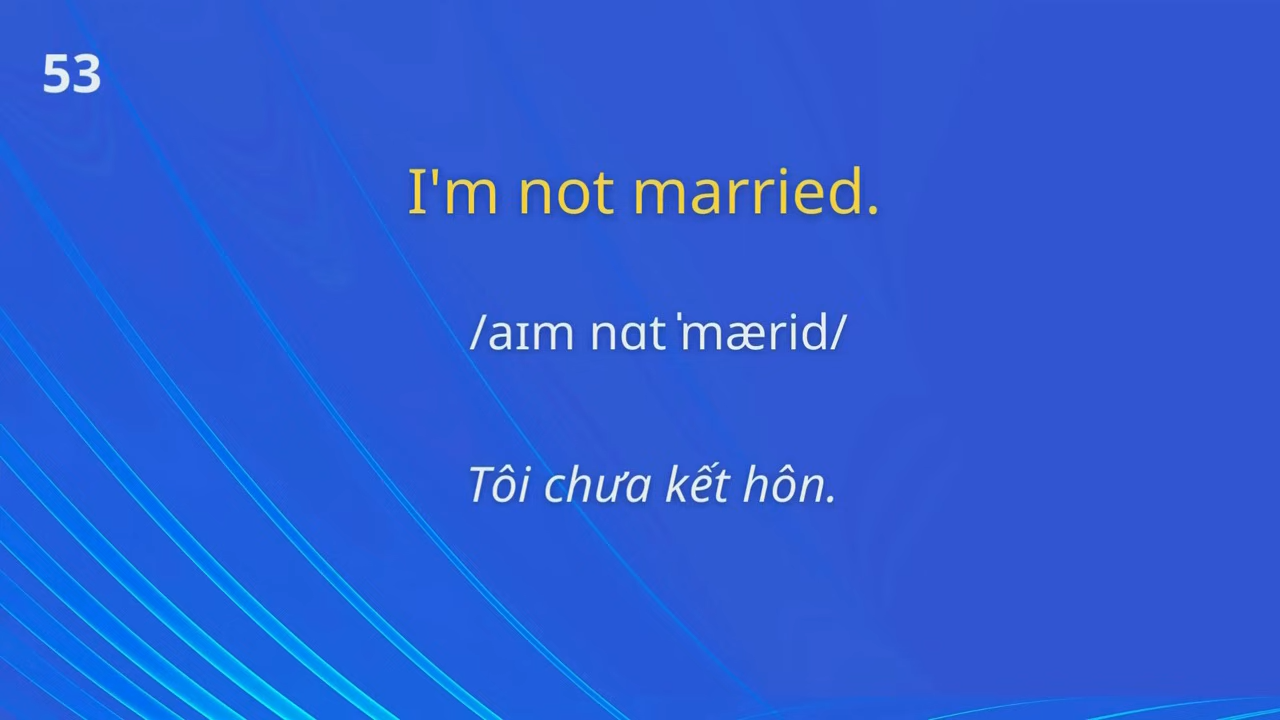 53
I'm not married.
/aɪm nɑt ˈmærid/
Tôi chưa kết hôn.